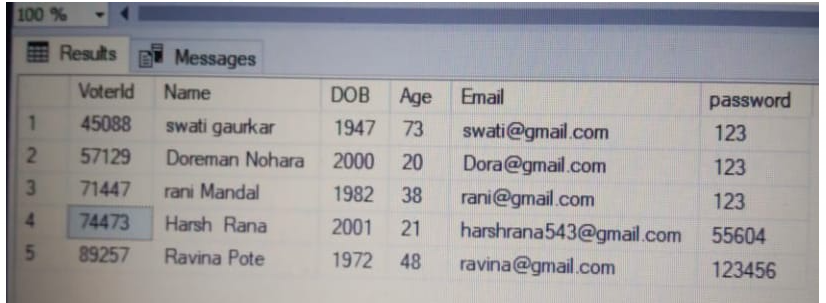 100 %
Results Messages
VoterId Name DOB Age Email password
1 45088 swati gaurkar 1947 73 swati@gmail.com 123
2 57129 Doreman Nohara 2000 20 Dora@gmail.com 123
3 71447 rani Mandal 1982 38 rani@gmail.com 123
4 74473 Harsh Rana 2001 21 harshrana543@gmail.com 55604
5 89257 Ravina Pote 1972 48 ravina@gmail.com 123456